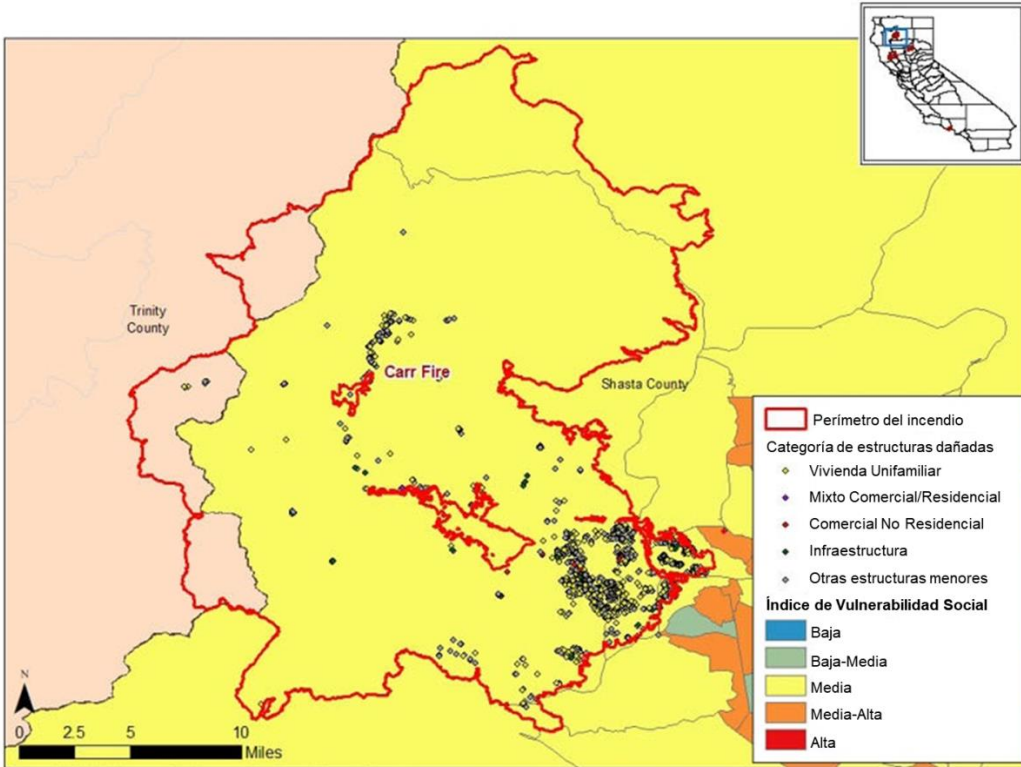 Trinity
County
Carr Fire
Shasta County
N
0 2.5 5 10
Miles
Perímetro del incendio
Categoría de estructuras dañadas
Vivienda Unifamiliar
Mixto Comercial/Residencial
Comercial No Residencial
Infraestructura
Otras estructuras menores
Índice de Vulnerabilidad Social
Baja
Baja-Media
Media
Media-Alta
Alta